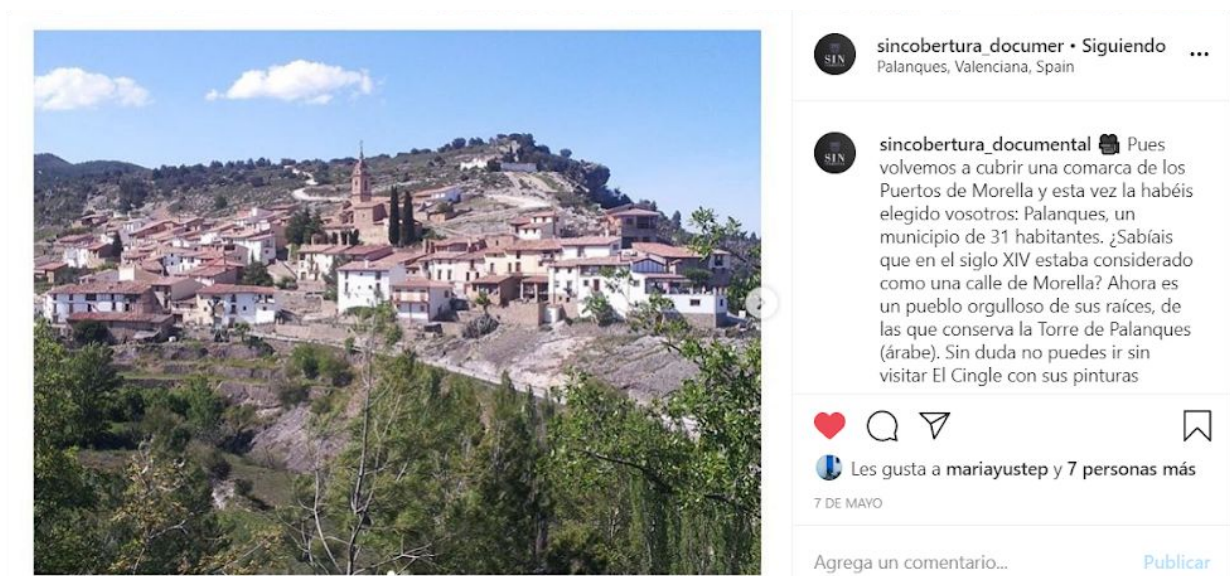 SIN
sincobertura_documer • Siguiendo
Palanques, Valenciana, Spain
SIN
sincobertura_documental 🎥 Pues
volvemos a cubrir una comarca de los
Puertos de Morella y esta vez la habéis
elegido vosotros: Palanques, un
municipio de 31 habitantes. ¿Sabíais
que en el siglo XIV estaba considerado
como una calle de Morella? Ahora es
un pueblo orgulloso de sus raíces, de
las que conserva la Torre de Palanques
(árabe). Sin duda no puedes ir sin
visitar El Cingle con sus pinturas
Les gusta a mariayustep y 7 personas más
7 DE MAYO
Agrega un comentario...
Publicar